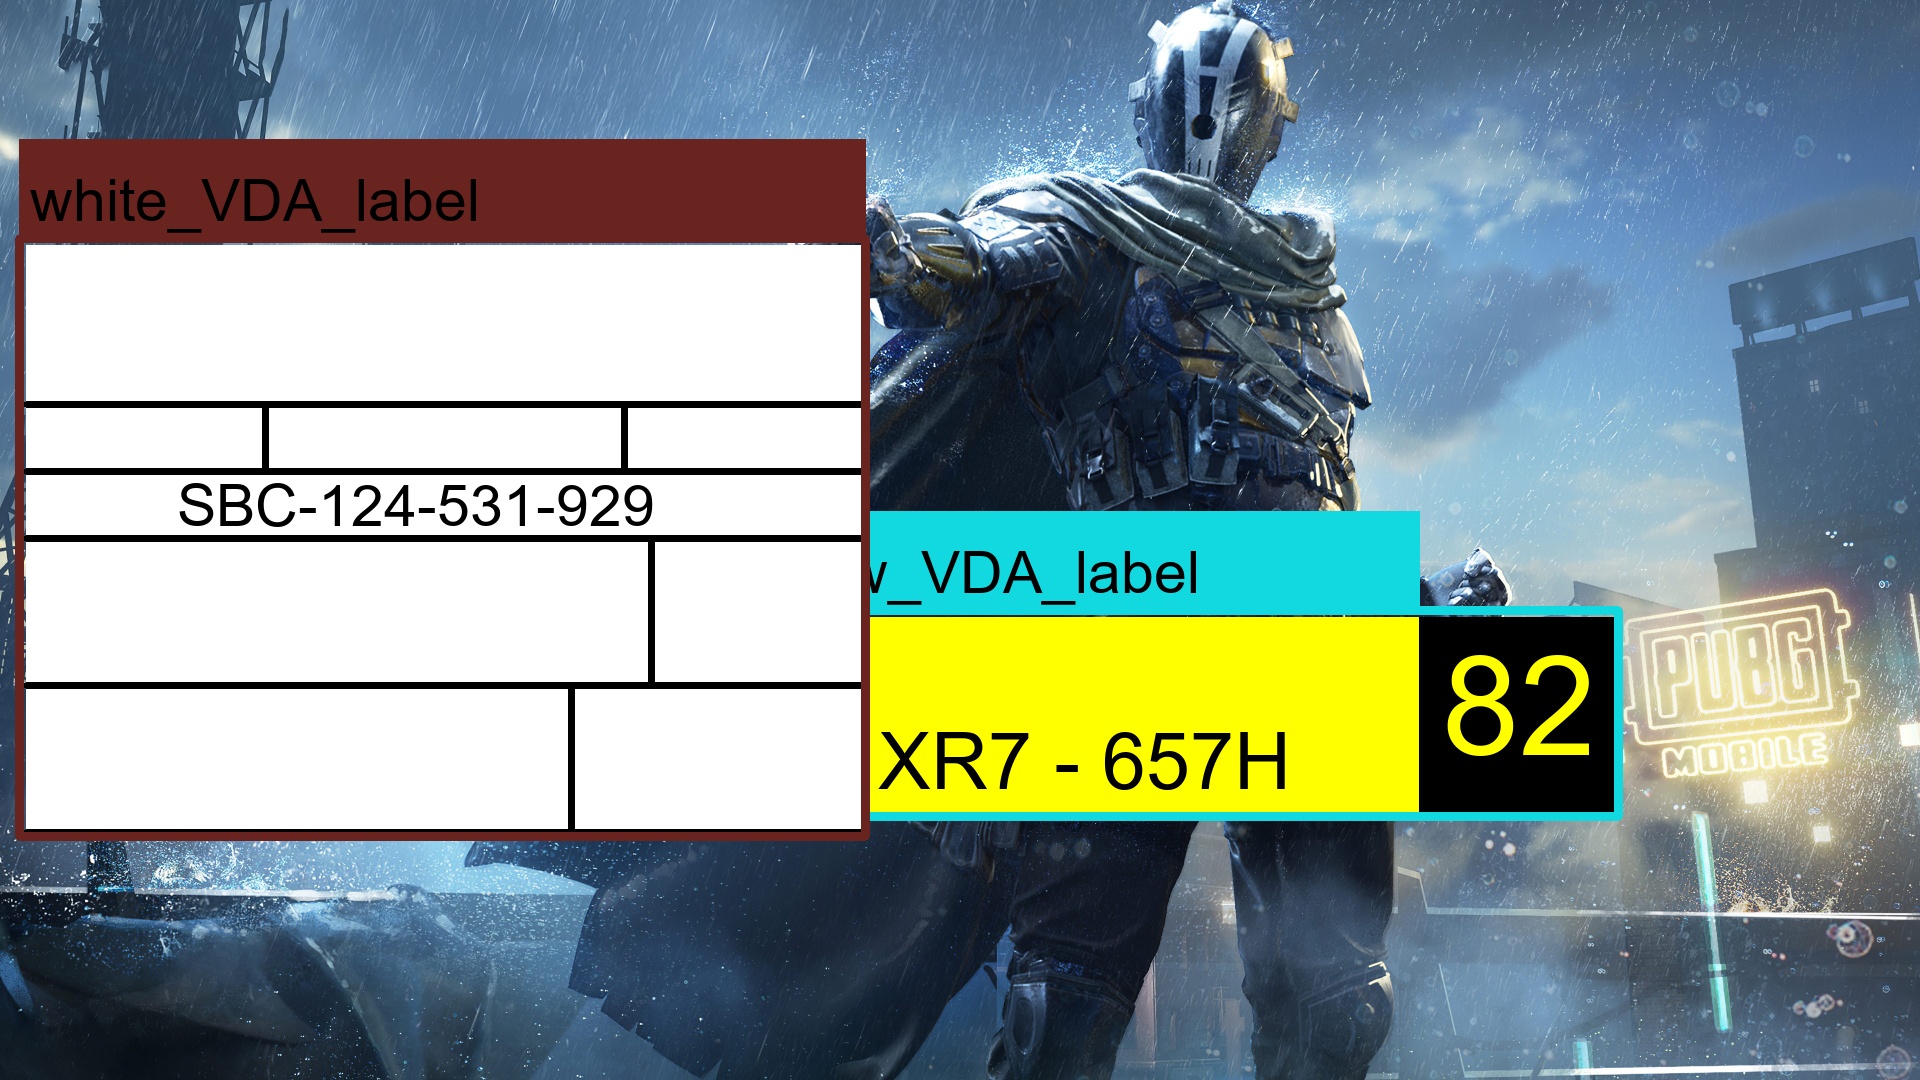 white_VDA_label
SBC-124-531-929
_VDA_label
XR7 - 657H
82
PUBG
MOBILE